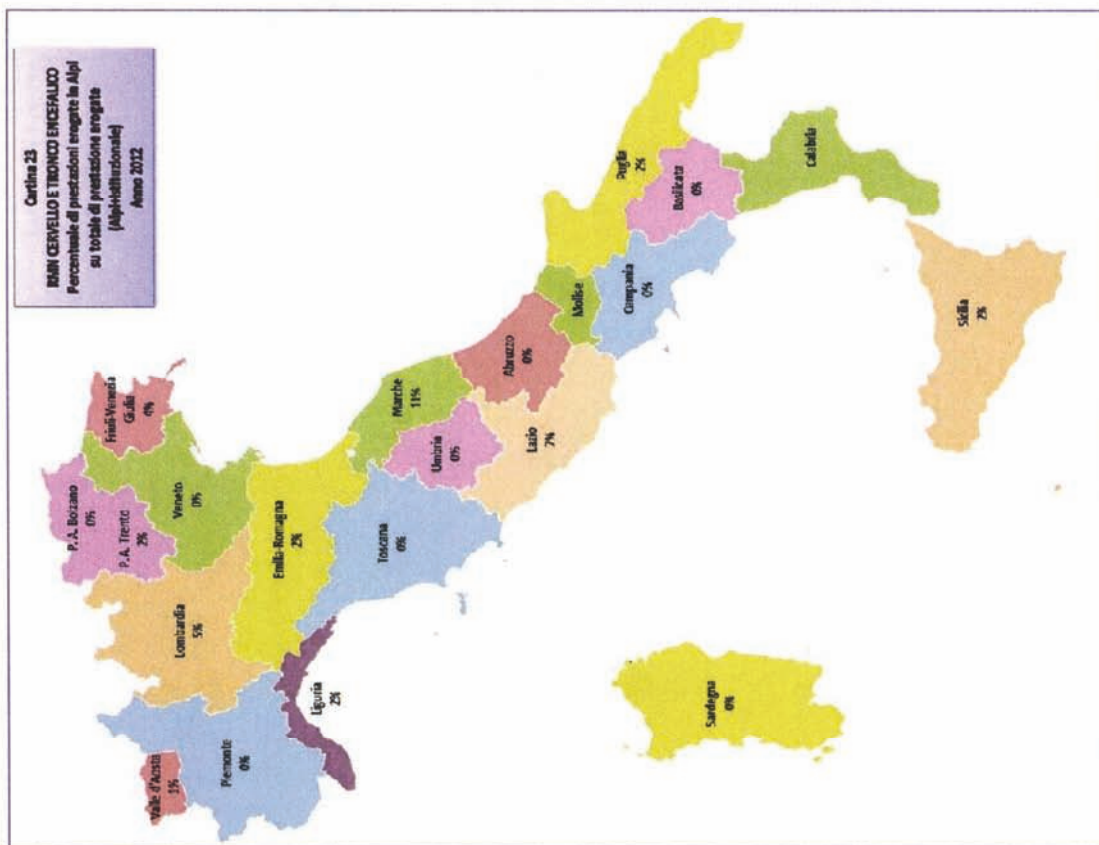 Cartina 23
RMN CERVELLO E TRONCO ENCEFALICO
Percentuale di prestazioni erogate in Alpi
su totale di prestazione erogate
(Alpi+Istituzionale)
Anno 2012
P.A. Bolzano
0%
P.A. Trento
2%
Friuli-Venezia
Giulia
Veneto
0%
Lombardia
5%
Valle d'Aosta
1%
Piemonte
0%
Liguria
2%
Emilia-Romagna
2%
Toscana
0%
Marche
11%
Umbria
0%
Lazio
7%
Abruzzo
0%
Molise
Campania
0%
Puglia
2%
Basilicata
0%
Calabria
Sicilia
Sardegna
0%